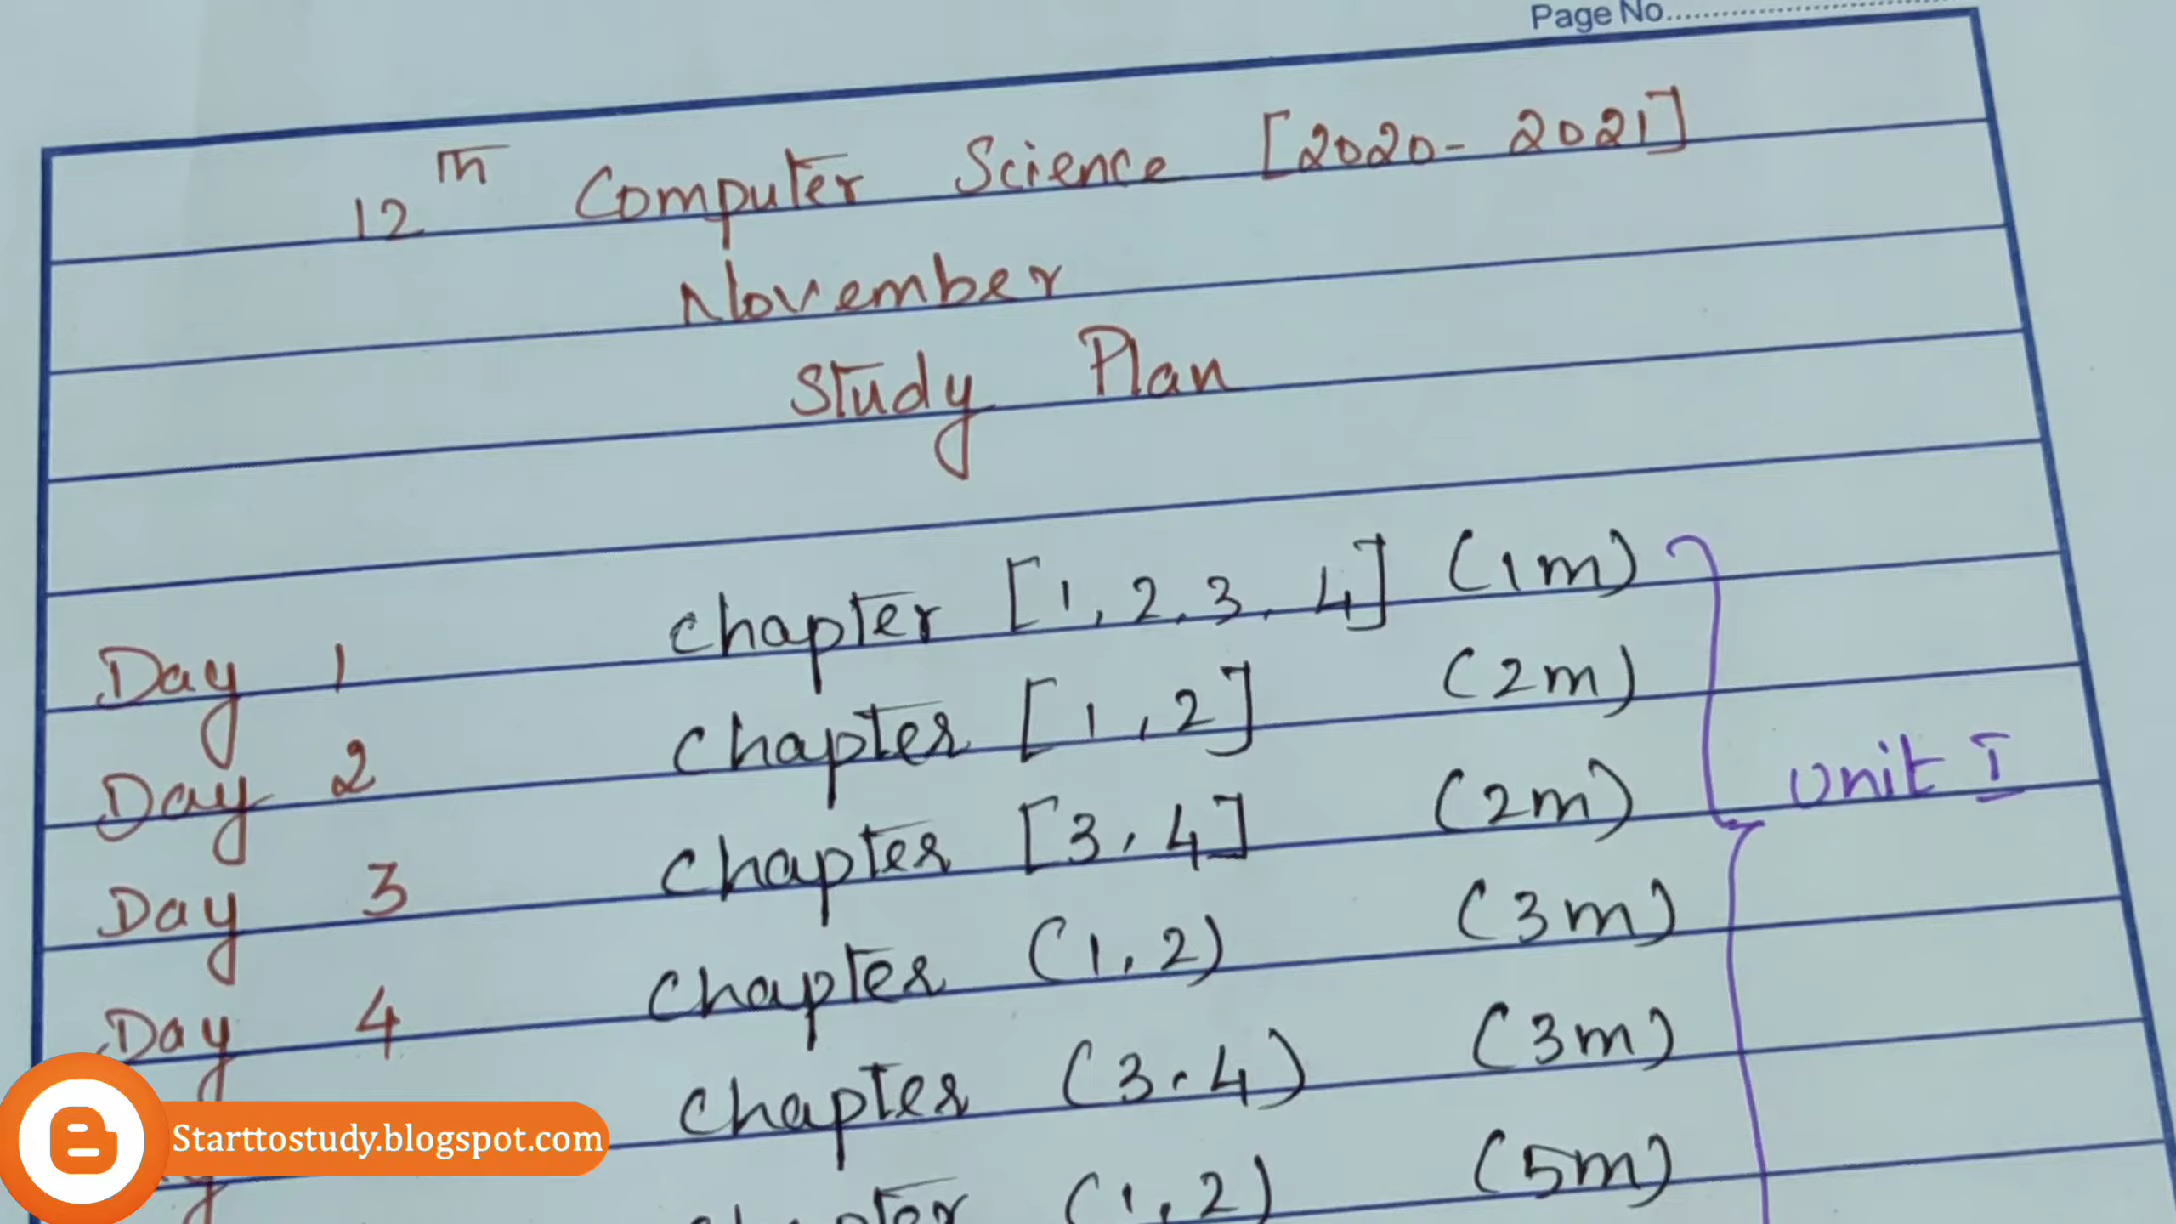 Page No.
12th Computer Science [2020-2021]
November
Study Plan
Day 1 chapter [1,2,3,4] (1m)
Day 2 chapter [1,2] (2m)
Day 3 chapter [3,4] (2m)
Unit I
Day 4 chapter (1,2) (3m)
chapter (3,4) (3m)
chapter (1,2) (5m)
Starttostudy.blogspot.com